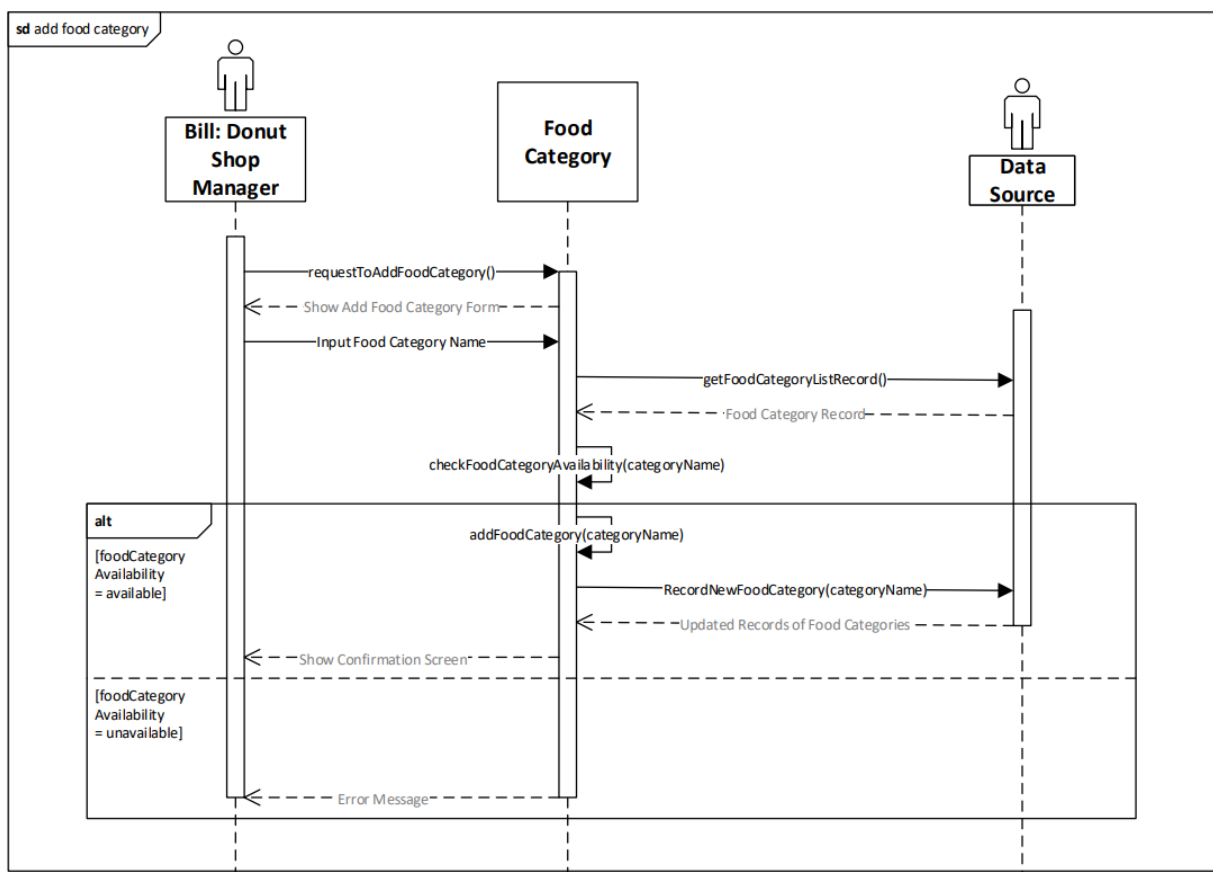 sd add food category
Bill: Donut
Shop
Manager
Food
Category
Data
Source
requestToAddFoodCategory()
Show Add Food Category Form
Input Food Category Name
getFoodCategoryListRecord()
Food Category Record
checkFoodCategoryAvailability(categoryName)
alt
addFoodCategory(categoryName)
[foodCategory
Availability
= available]
RecordNewFoodCategory(categoryName)
Updated Records of Food Categories
Show Confirmation Screen
[foodCategory
Availability
= unavailable]
Error Message